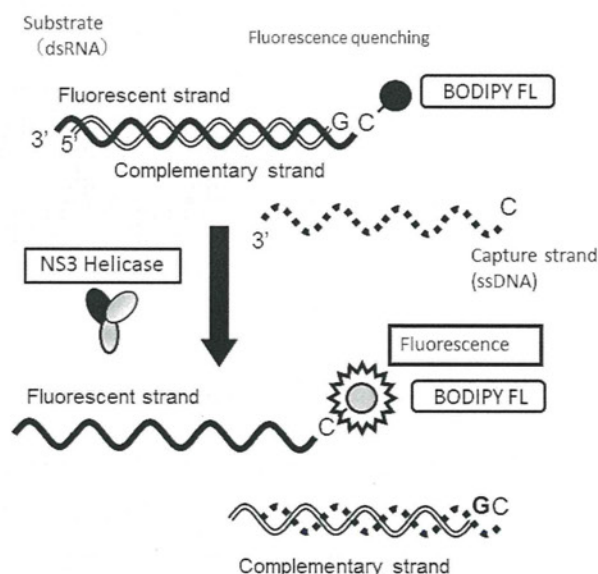 Substrate
(dsRNA)
Fluorescence quenching
BODIPY FL
Fluorescent strand
G C
3' 5'
Complementary strand
C
3'
NS3 Helicase
Capture strand
(ssDNA)
Fluorescence
Fluorescent strand
BODIPY FL
C
GC
Complementary strand